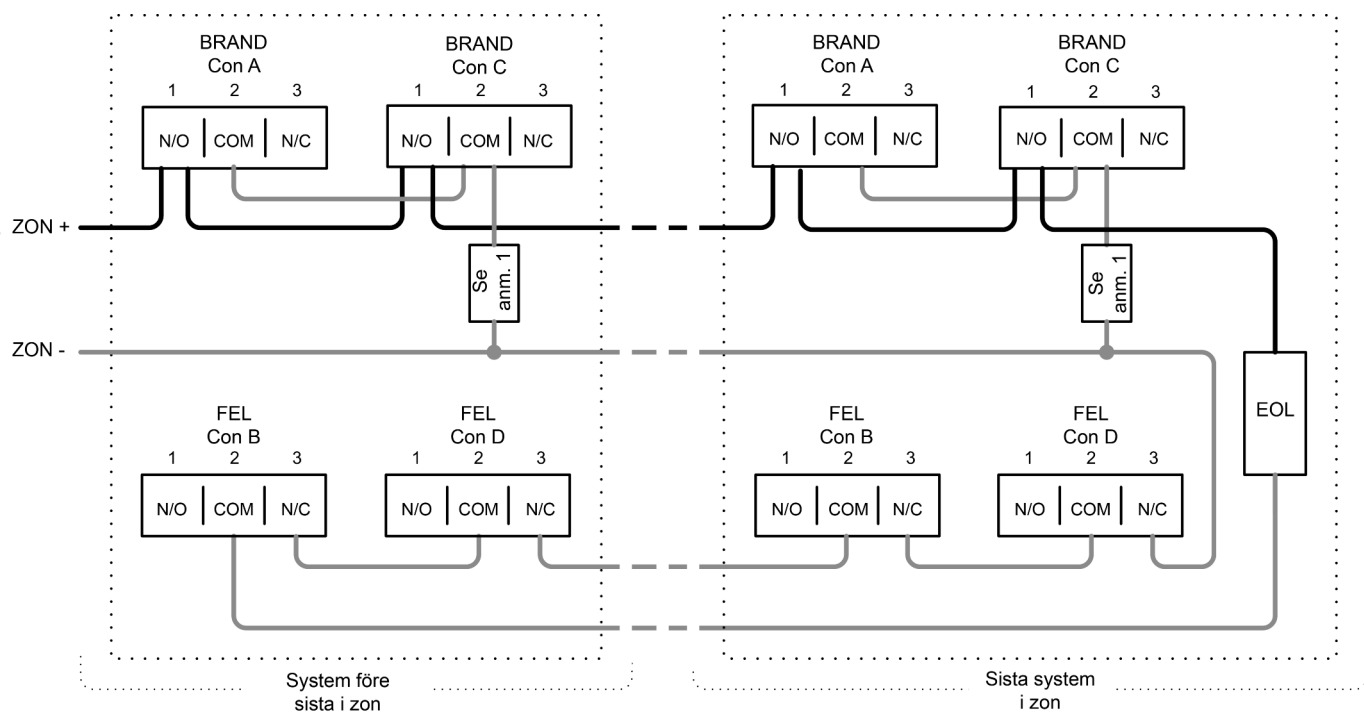 BRAND
Con A
BRAND
Con C
BRAND
Con A
BRAND
Con C
1 2 3
1 2 3
1 2 3
1 2 3
N/O COM N/C
N/O COM N/C
N/O COM N/C
N/O COM N/C
ZON +
Se
anm. 1
Se
anm. 1
ZON -
EOL
FEL
Con B
FEL
Con D
FEL
Con B
FEL
Con D
1 2 3
1 2 3
1 2 3
1 2 3
N/O COM N/C
N/O COM N/C
N/O COM N/C
N/O COM N/C
System före
sista i zon
Sista system
i zon